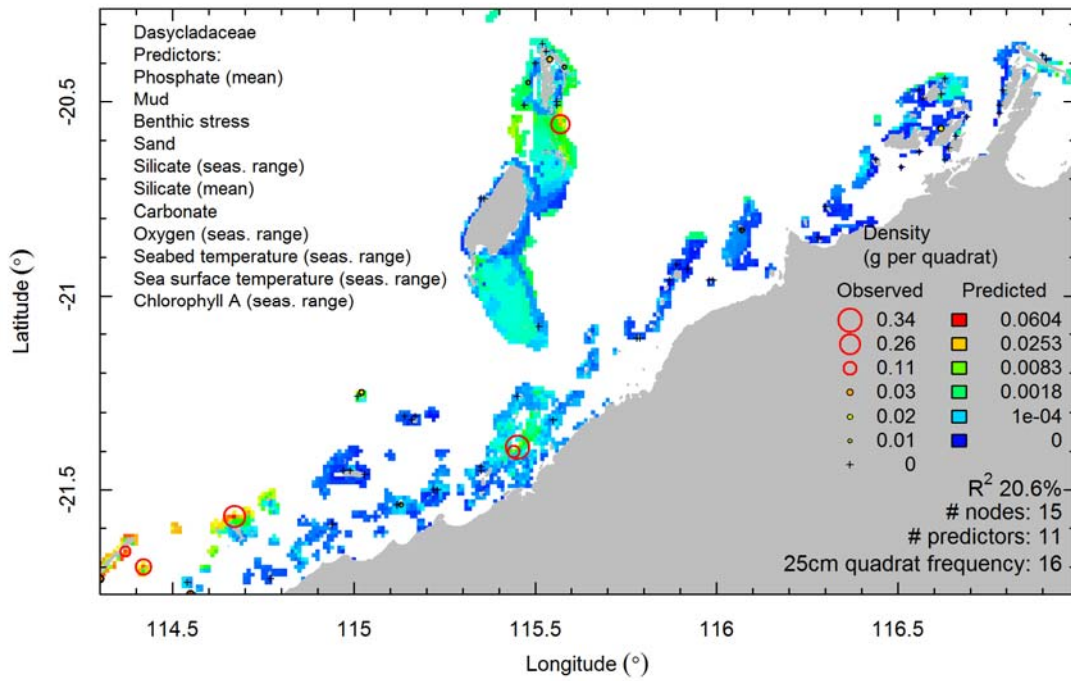 Dasycladaceae
Predictors:
Phosphate (mean)
Mud
Benthic stress
Sand
Silicate (seas. range)
Silicate (mean)
Carbonate
Oxygen (seas. range)
Seabed temperature (seas. range)
Sea surface temperature (seas. range)
Chlorophyll A (seas. range)
Latitude (°)
-20.5
-21
-21.5
Density
(g per quadrat)
Observed Predicted
0.34 0.0604
0.26 0.0253
0.11 0.0083
0.03 0.0018
0.02 1e-04
0.01 0
0
R² 20.6%
# nodes: 15
# predictors: 11
25cm quadrat frequency: 16
114.5 115 115.5 116 116.5
Longitude (°)